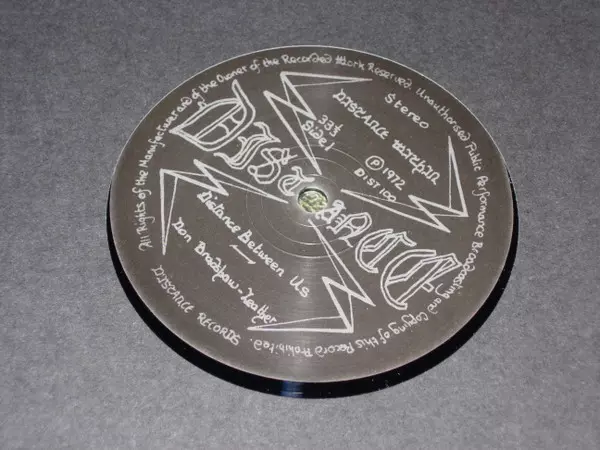 All Rights of the Manufacturer and of the Owner of the Recorded Work Reserved. Unauthorised Public Performance Broadcasting and Copying of this Record Prohibited.
Stereo
DISTANCE
33⅓
Side 1
℗ 1972
DIST 100
DISTANCE
Distance Between Us
Don Bradshaw-Leather
DISTANCE RECORDS